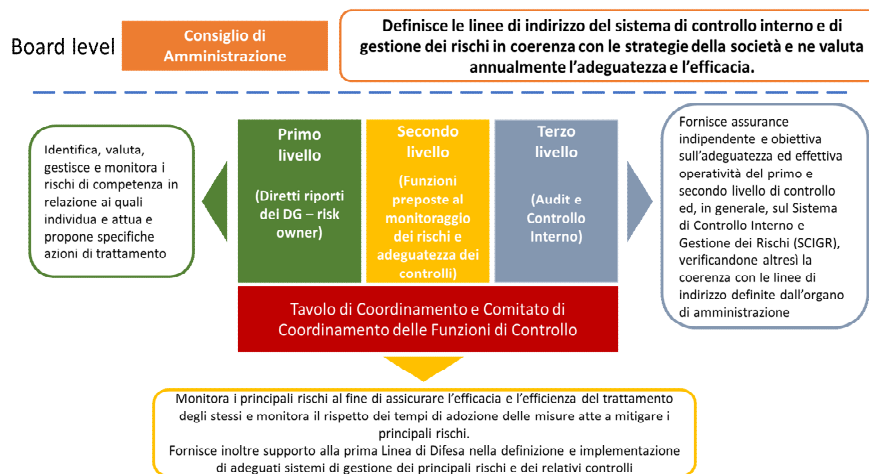 Board level
Consiglio di
Amministrazione
Definisce le linee di indirizzo del sistema di controllo interno e di
gestione dei rischi in coerenza con le strategie della società e ne valuta
annualmente l'adeguatezza e l'efficacia.
Identifica, valuta,
gestisce e monitora i
rischi di competenza in
relazione ai quali
individua e attua e
propone specifiche
azioni di trattamento
Primo
livello
(Diretti riporti
del DG – risk
owner)
Secondo
livello
(Funzioni
preposte al
monitoraggio
dei rischi e
adeguatezza dei
controlli)
Terzo
livello
(Audit e
Controllo
Interno)
Fornisce assurance
indipendente e obiettiva
sull'adeguatezza ed effettiva
operatività del primo e
secondo livello di controllo
ed, in generale, sul Sistema
di Controllo Interno e
Gestione dei Rischi (SCIGR),
verificandone altresì la
coerenza con le linee di
indirizzo definite dall'organo
di amministrazione
Tavolo di Coordinamento e Comitato di
Coordinamento delle Funzioni di Controllo
Monitora i principali rischi al fine di assicurare l'efficacia e l'efficienza del trattamento
degli stessi e monitora il rispetto dei tempi di adozione delle misure atte a mitigare i
principali rischi.
Fornisce inoltre supporto alla prima Linea di Difesa nella definizione e implementazione
di adeguati sistemi di gestione dei principali rischi e dei relativi controlli